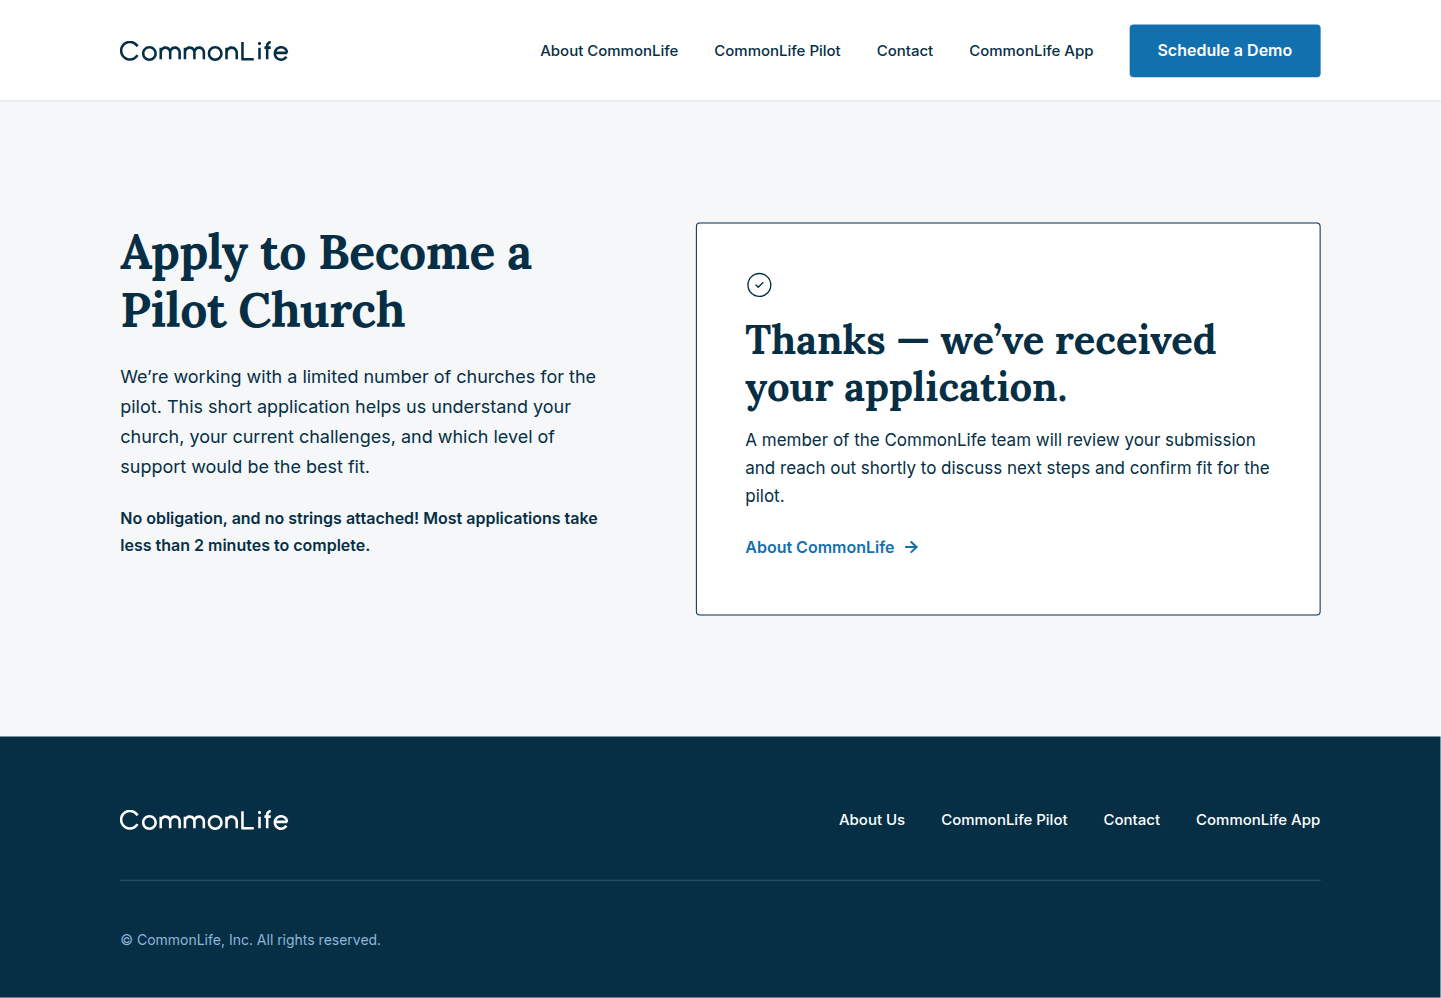 CommonLife
About CommonLife
CommonLife Pilot
Contact
CommonLife App
Schedule a Demo
Apply to Become a
Pilot Church
We’re working with a limited number of churches for the
pilot. This short application helps us understand your
church, your current challenges, and which level of
support would be the best fit.
No obligation, and no strings attached! Most applications take
less than 2 minutes to complete.
Thanks — we’ve received
your application.
A member of the CommonLife team will review your submission
and reach out shortly to discuss next steps and confirm fit for the
pilot.
About CommonLife →
CommonLife
About Us
CommonLife Pilot
Contact
CommonLife App
© CommonLife, Inc. All rights reserved.